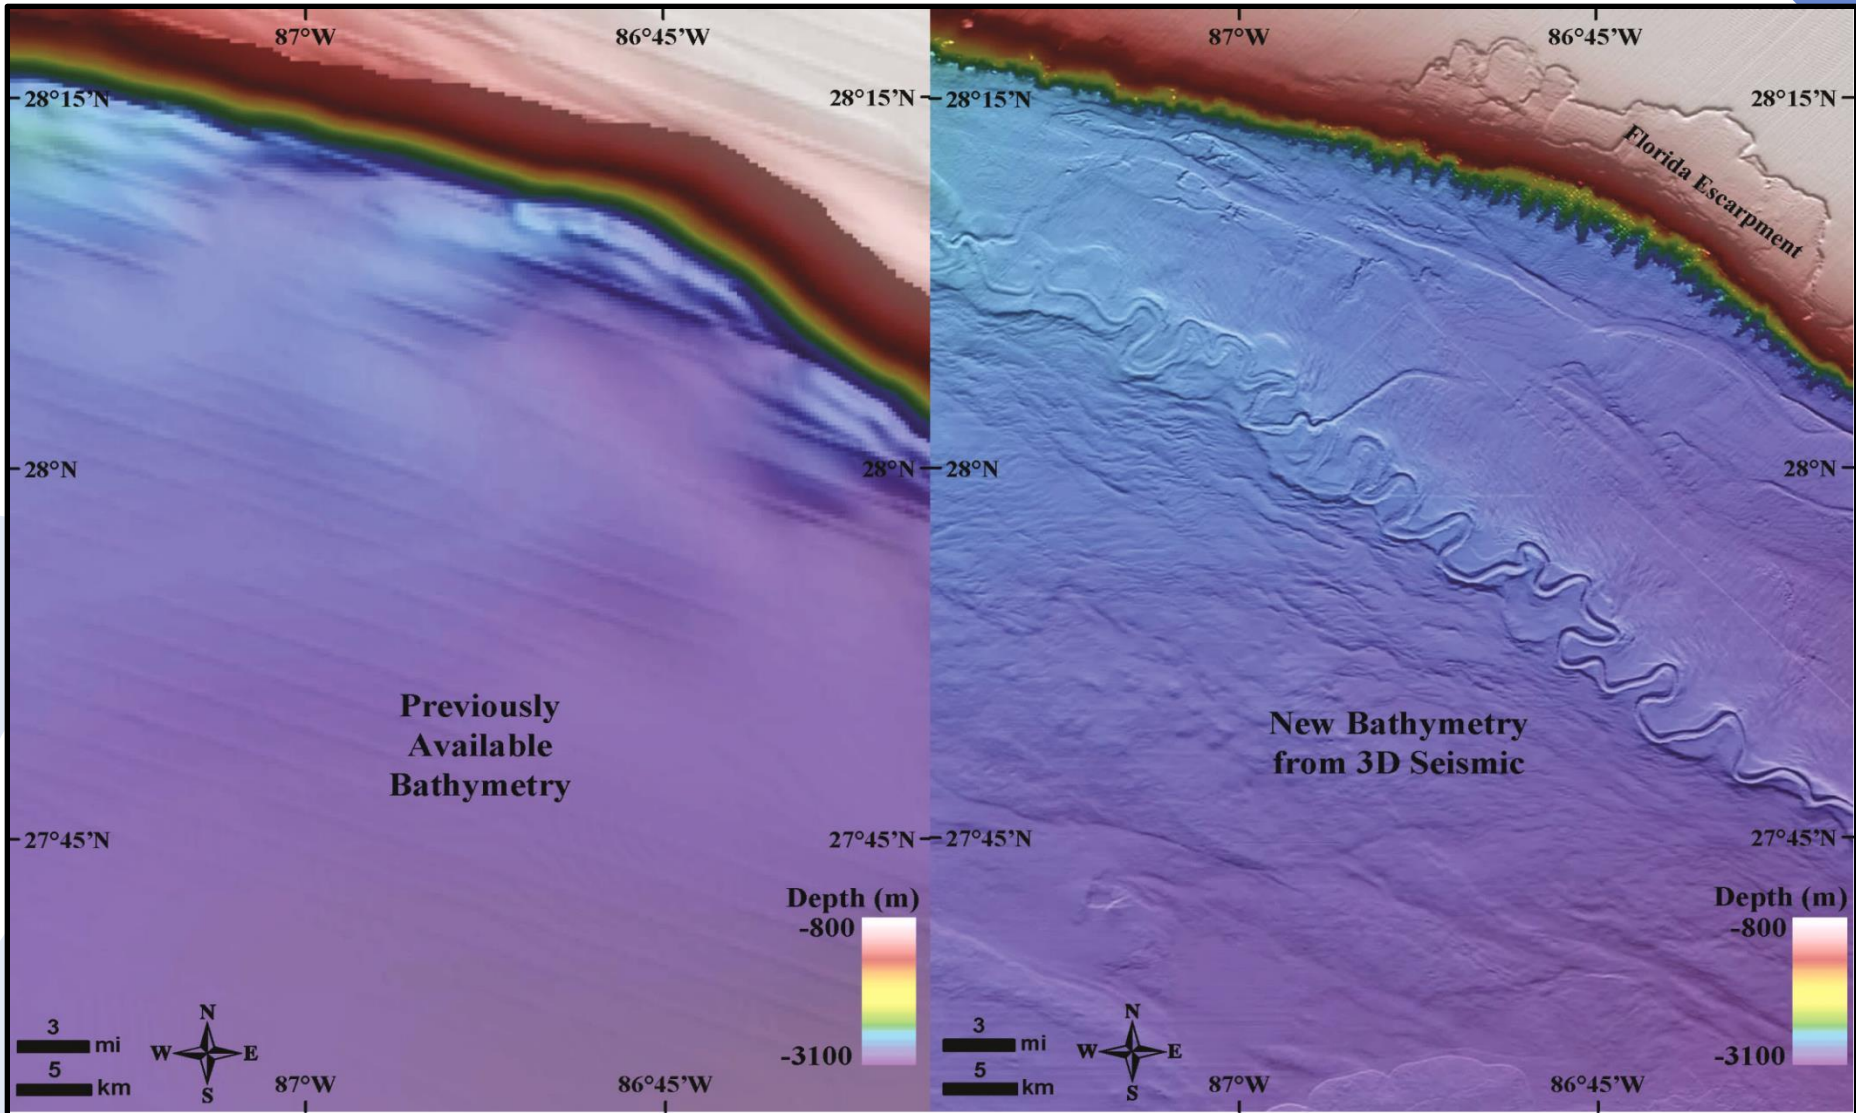 87°W
86°45’W
28°15’N
28°15’N
28°N
28°N
Previously
Available
Bathymetry
27°45’N
27°45’N
Depth (m)
-800
-3100
3
mi
5
km
N
W
E
S
87°W
86°45’W
87°W
86°45’W
28°15’N
28°15’N
Florida Escarpment
28°N
28°N
New Bathymetry
from 3D Seismic
27°45’N
27°45’N
Depth (m)
-800
-3100
3
mi
5
km
N
W
E
S
87°W
86°45’W